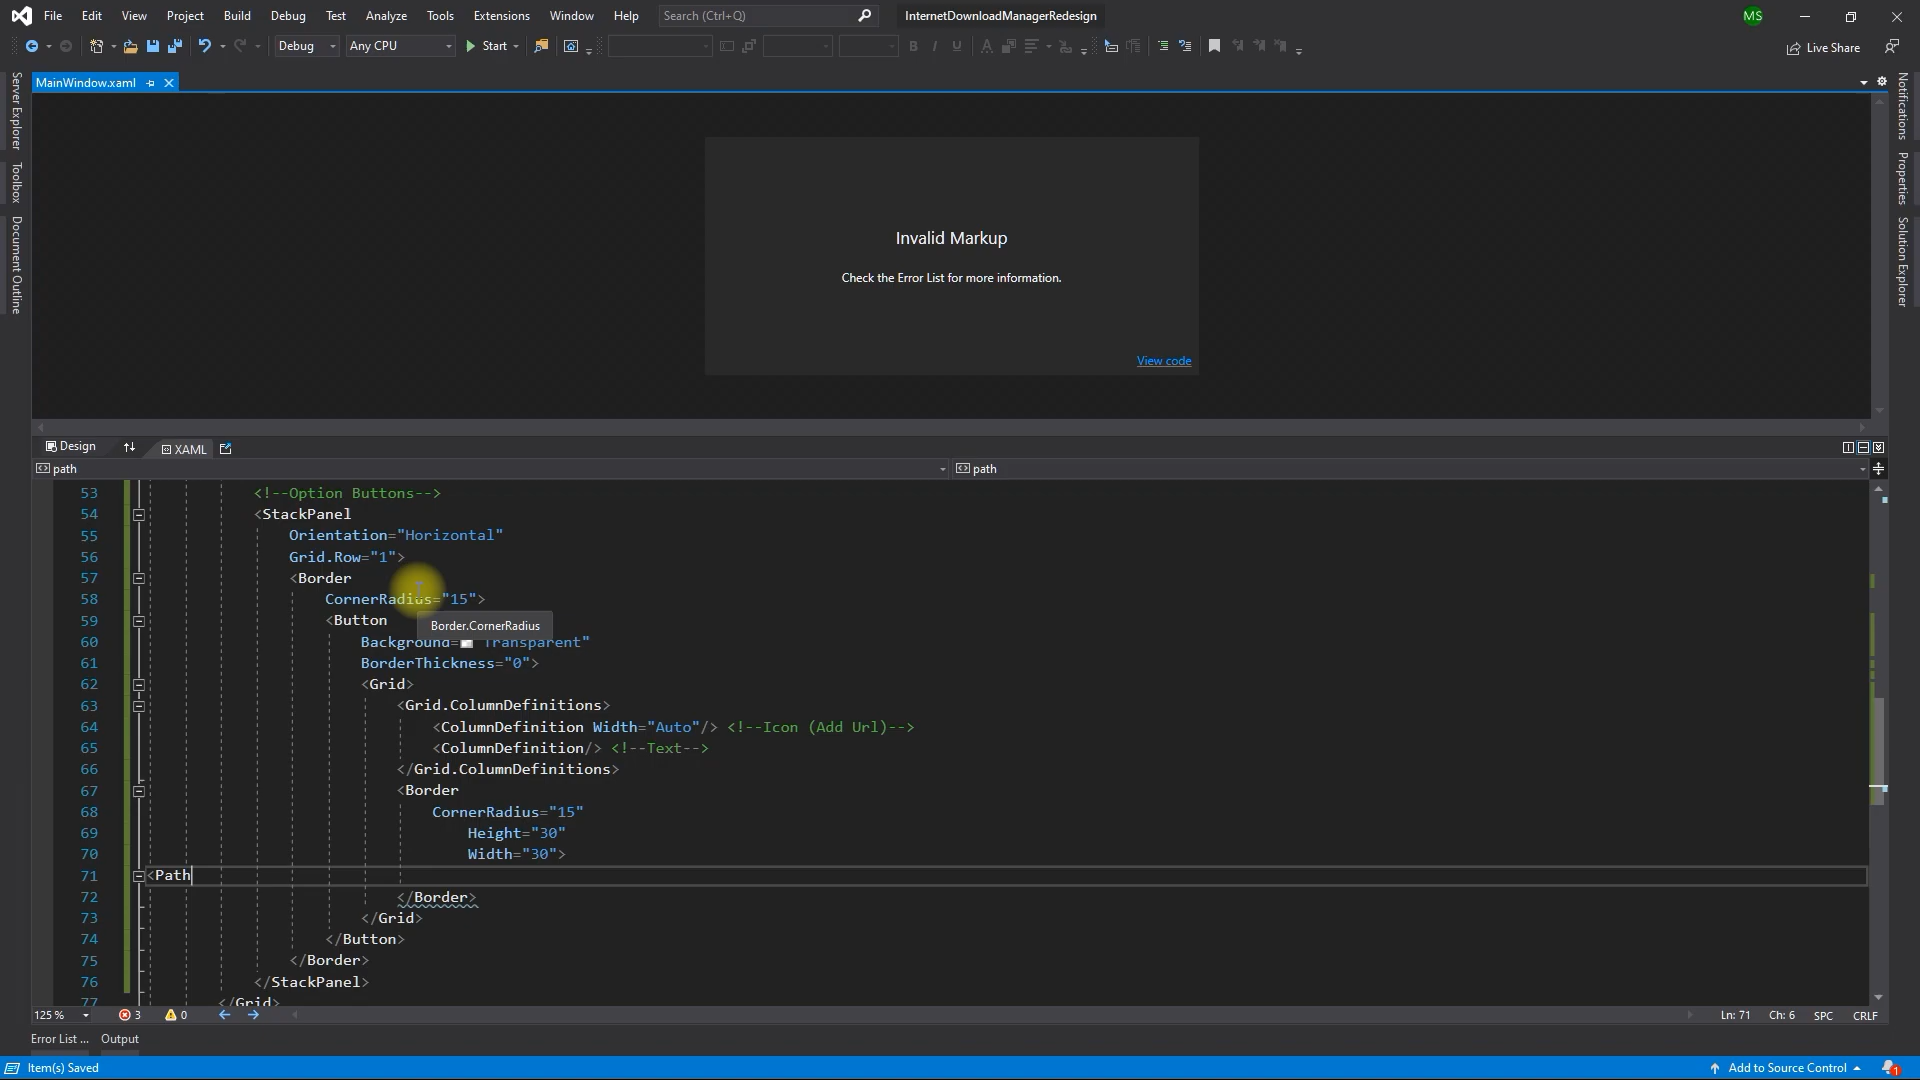 File Edit View Project Build Debug Test Analyze Tools Extensions Window Help Search (Ctrl+Q) InternetDownloadManagerRedesign MS
Debug Any CPU Start Live Share
MainWindow.xaml
Server Explorer
Toolbox
Document Outline
Notifications
Properties
Solution Explorer
Invalid Markup
Check the Error List for more information.
View code
Design XAML
path path
53 <!--Option Buttons-->
54 <StackPanel
55 Orientation="Horizontal"
56 Grid.Row="1">
57 <Border
58 CornerRadius="15">
59 <Button
Border.CornerRadius
60 Background="Transparent"
61 BorderThickness="0">
62 <Grid>
63 <Grid.ColumnDefinitions>
64 <ColumnDefinition Width="Auto"/> <!--Icon (Add Url)-->
65 <ColumnDefinition/> <!--Text-->
66 </Grid.ColumnDefinitions>
67 <Border
68 CornerRadius="15"
69 Height="30"
70 Width="30">
71 <Path
72 </Border>
73 </Grid>
74 </Button>
75 </Border>
76 </StackPanel>
77 </Grid>
125 % 3 0 Ln: 71 Ch: 6 SPC CRLF
Error List ... Output
Item(s) Saved Add to Source Control 1